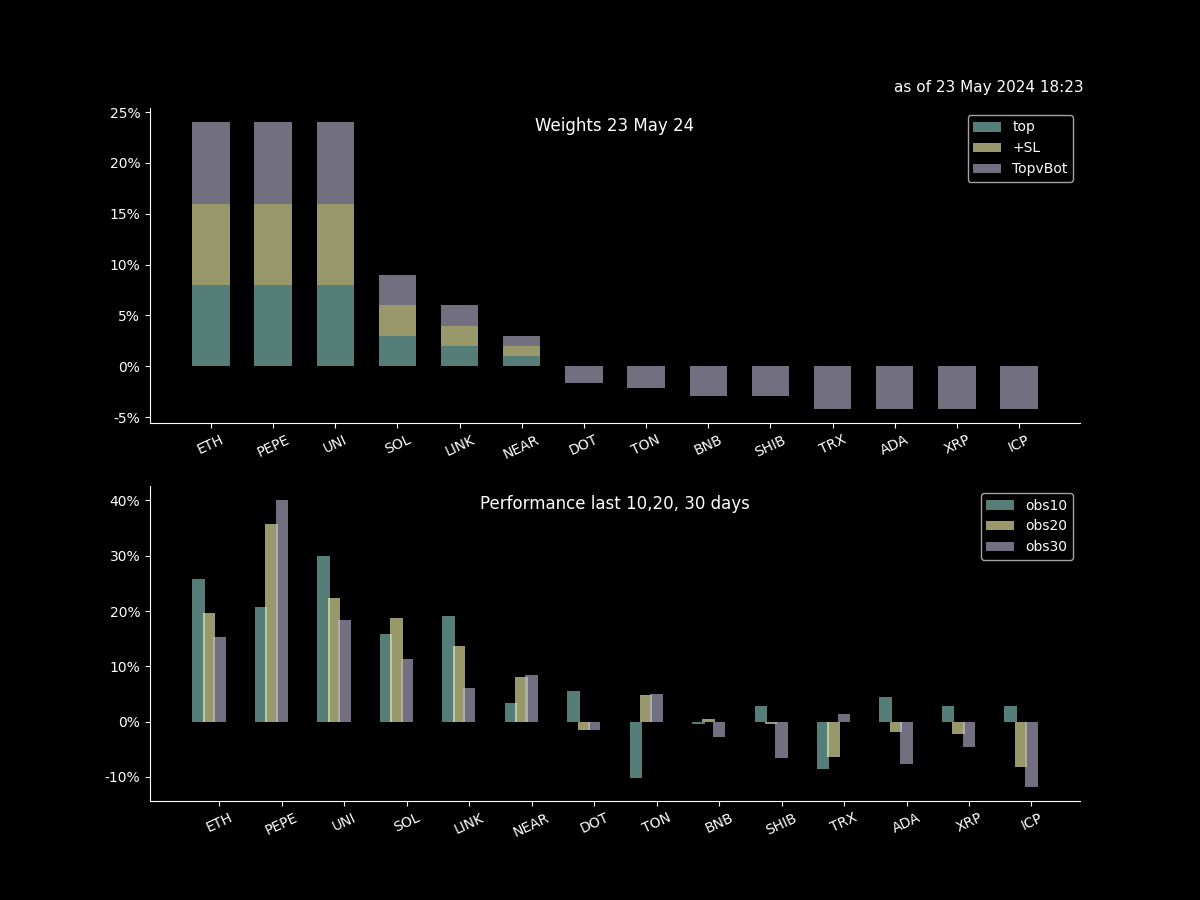 as of 23 May 2024 18:23
Weights 23 May 24
top
+SL
TopvBot
25%
20%
15%
10%
5%
0%
-5%
ETH PEPE UNI SOL LINK NEAR DOT TON BNB SHIB TRX ADA XRP ICP
Performance last 10,20, 30 days
obs10
obs20
obs30
40%
30%
20%
10%
0%
-10%
ETH PEPE UNI SOL LINK NEAR DOT TON BNB SHIB TRX ADA XRP ICP